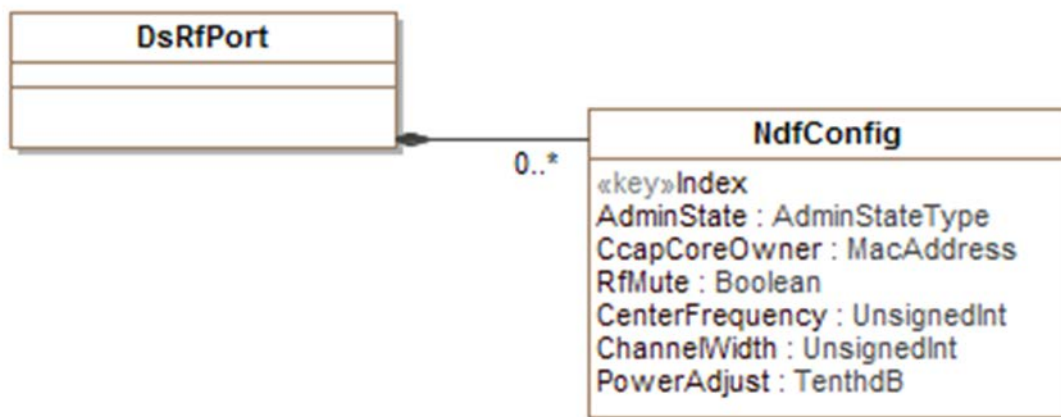 DsRfPort
0..*
NdfConfig
«key»Index
AdminState : AdminStateType
CcapCoreOwner : MacAddress
RfMute : Boolean
CenterFrequency : UnsignedInt
ChannelWidth : UnsignedInt
PowerAdjust : TenthdB